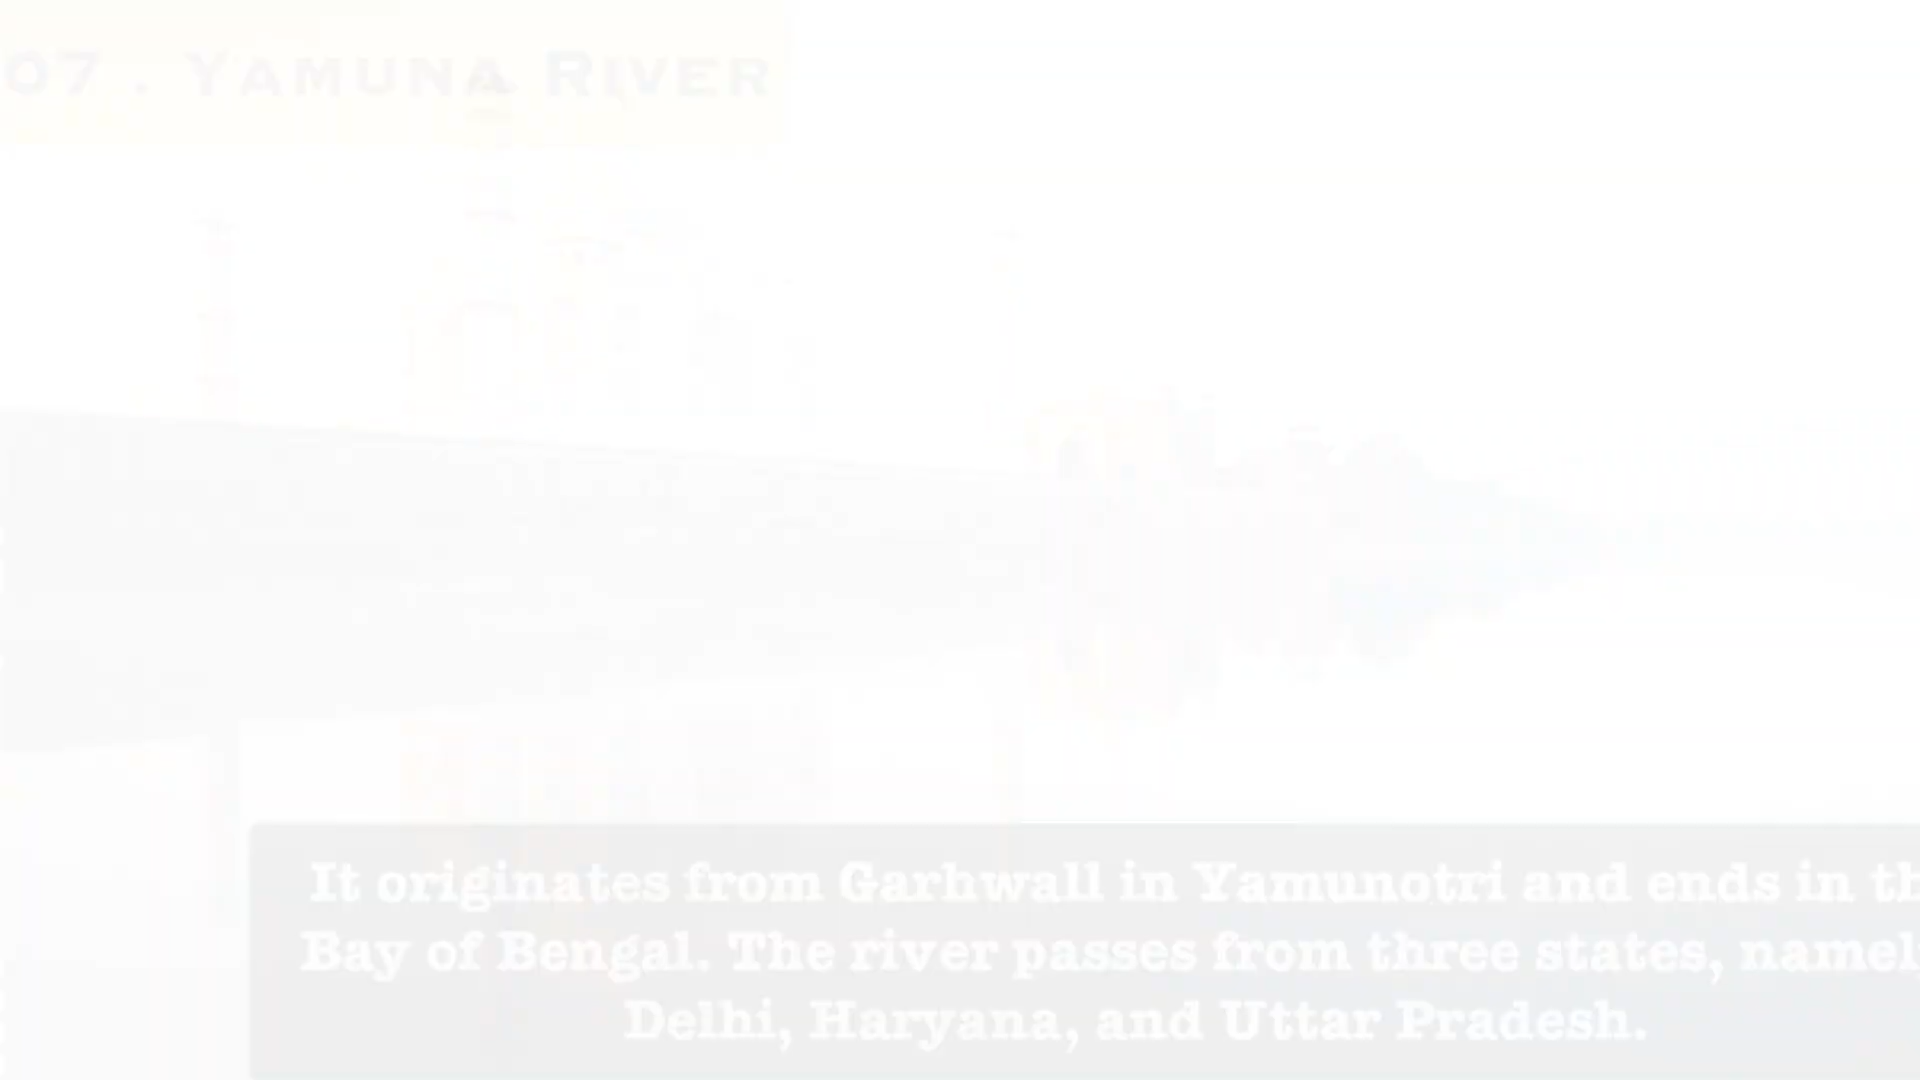 07 . YAMUNA RIVER
It originates from Garhwall in Yamunotri and ends in th
Bay of Bengal. The river passes from three states, namel
Delhi, Haryana, and Uttar Pradesh.